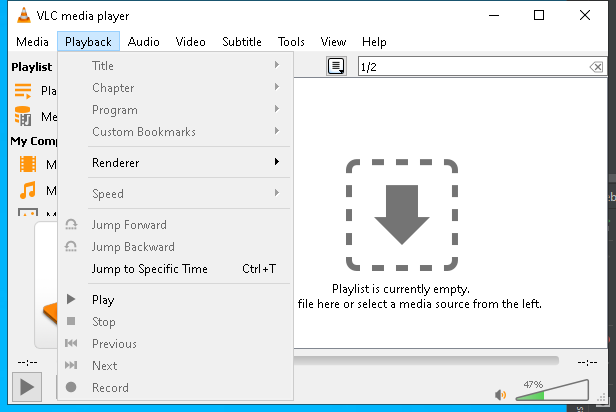 VLC media player
Media Playback Audio Video Subtitle Tools View Help
Playlist
1/2
Title
Chapter
Pla
Program
Me
Custom Bookmarks
My Comp
Renderer
M
M
Speed
M
Jump Forward
Jump Backward
Jump to Specific Time Ctrl+T
Playlist is currently empty.
Play
file here or select a media source from the left.
Stop
Previous
Next
--:-- --:--
Record
47%